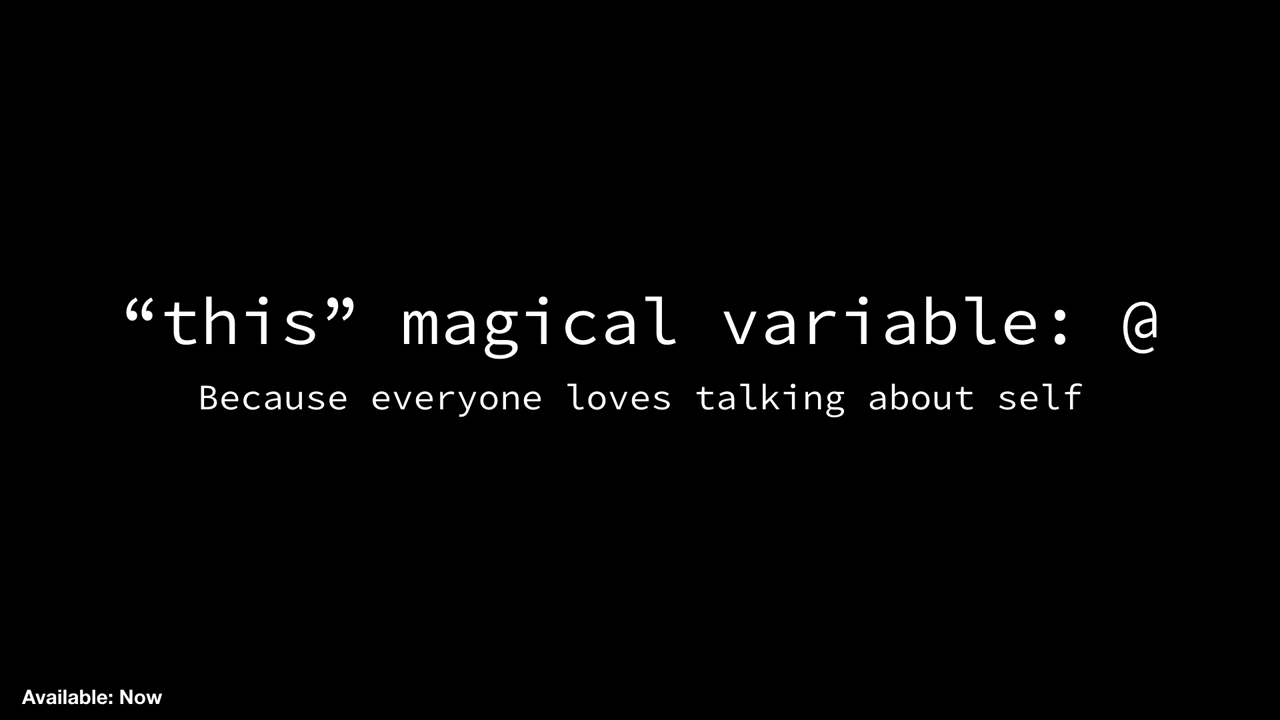 “this” magical variable: @
Because everyone loves talking about self
Available: Now